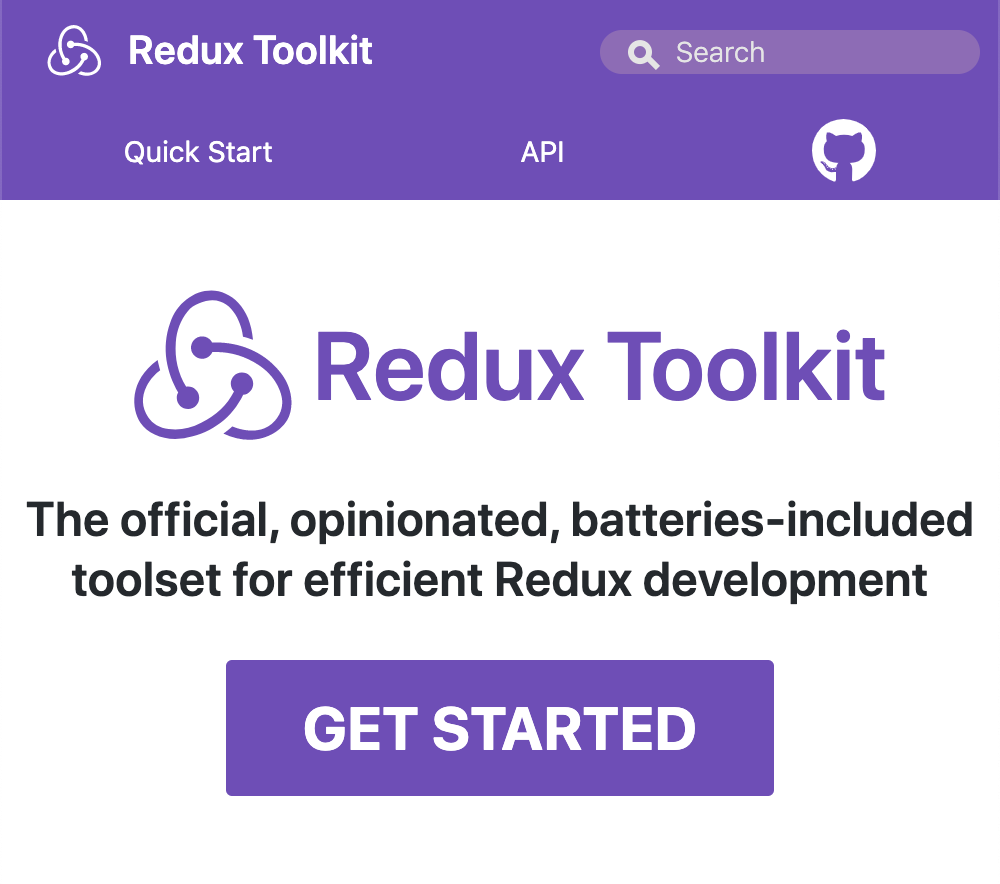 Redux Toolkit
Search
Quick Start
API
Redux Toolkit
The official, opinionated, batteries-included
toolset for efficient Redux development
GET STARTED